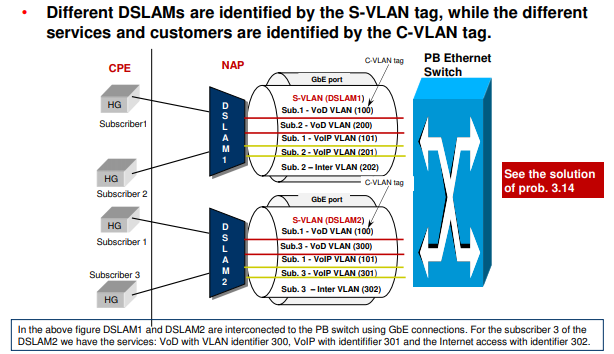 • Different DSLAMs are identified by the S-VLAN tag, while the different
services and customers are identified by the C-VLAN tag.
CPE
NAP
C-VLAN tag
PB Ethernet
Switch
GbE port
HG
Subscriber1
DSLAM1
S-VLAN (DSLAM1)
Sub.1 - VoD VLAN (100)
Sub.2 - VoD VLAN (200)
Sub. 1 - VoIP VLAN (101)
Sub. 2 - VoIP VLAN (201)
Sub. 2 – Inter VLAN (202)
HG
Subscriber 2
See the solution
of prob. 3.14
C-VLAN tag
GbE port
HG
Subscriber 1
DSLAM2
S-VLAN (DSLAM2)
Sub.1 - VoD VLAN (100)
Sub.3 - VoD VLAN (300)
Sub. 1 - VoIP VLAN (101)
Sub. 3 - VoIP VLAN (301)
Sub. 3 – Inter VLAN (302)
Subscriber 3
HG
In the above figure DSLAM1 and DSLAM2 are interconected to the PB switch using GbE connections. For the subscriber 3 of the
DSLAM2 we have the services: VoD with VLAN identifier 300, VoIP with identifiier 301 and the Internet access with identifier 302.